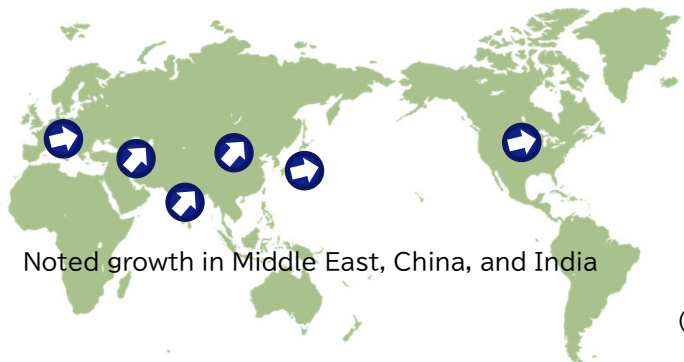 Noted growth in Middle East, China, and India
(